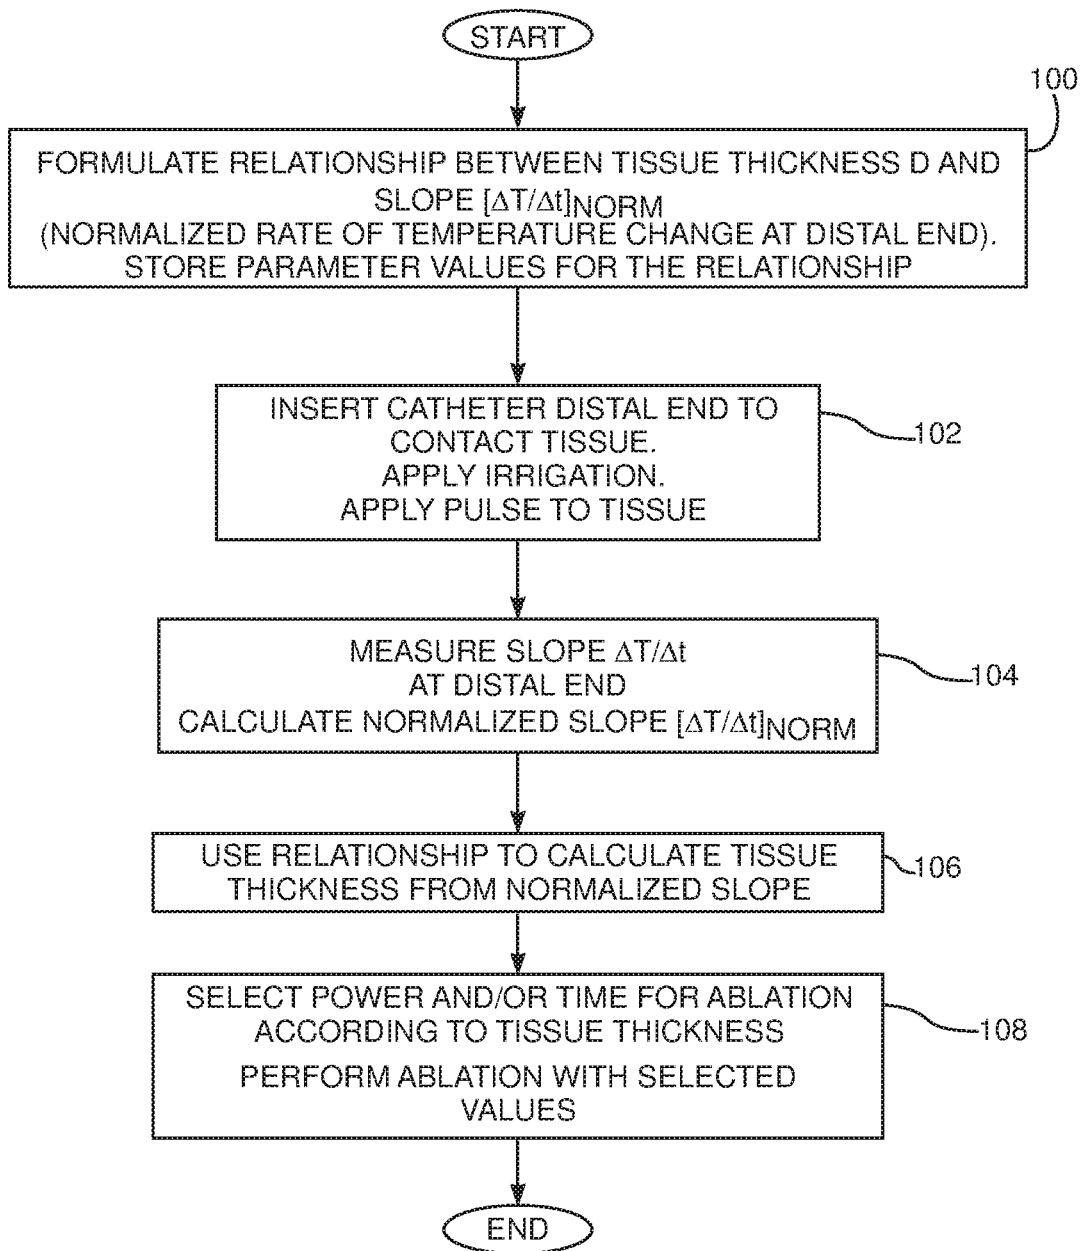 START
100
FORMULATE RELATIONSHIP BETWEEN TISSUE THICKNESS D AND
SLOPE [ΔT/Δt]NORM
(NORMALIZED RATE OF TEMPERATURE CHANGE AT DISTAL END).
STORE PARAMETER VALUES FOR THE RELATIONSHIP
INSERT CATHETER DISTAL END TO
CONTACT TISSUE.
APPLY IRRIGATION.
APPLY PULSE TO TISSUE
102
MEASURE SLOPE ΔT/Δt
AT DISTAL END
CALCULATE NORMALIZED SLOPE [ΔT/Δt]NORM
104
USE RELATIONSHIP TO CALCULATE TISSUE
THICKNESS FROM NORMALIZED SLOPE
106
SELECT POWER AND/OR TIME FOR ABLATION
ACCORDING TO TISSUE THICKNESS
PERFORM ABLATION WITH SELECTED
VALUES
108
END